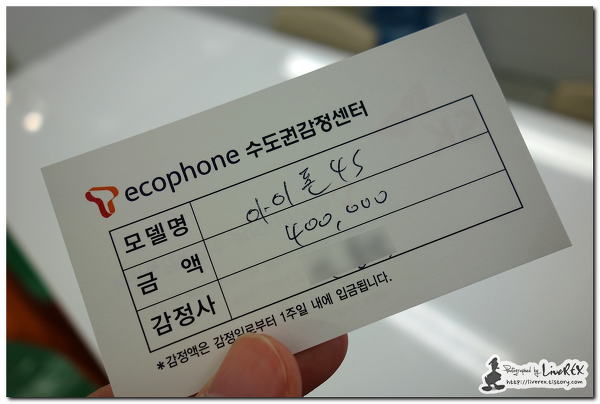 ecophone 수도권감정센터
모델명 아이폰4S
금 액 400,000
감정사
*감정액은 감정일로부터 1주일 내에 입금됩니다.
Photographed by LiveREX
http://liverex.tistory.com